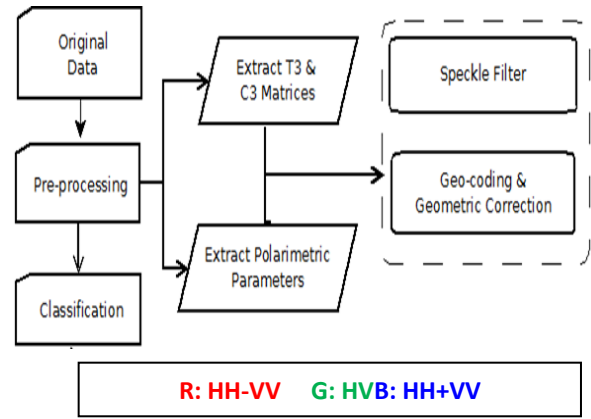 Original
Data
Pre-processing
Classification
Extract T3 &
C3 Matrices
Extract Polarimetric
Parameters
Speckle Filter
Geo-coding &
Geometric Correction
R: HH-VV G: HVB: HH+VV